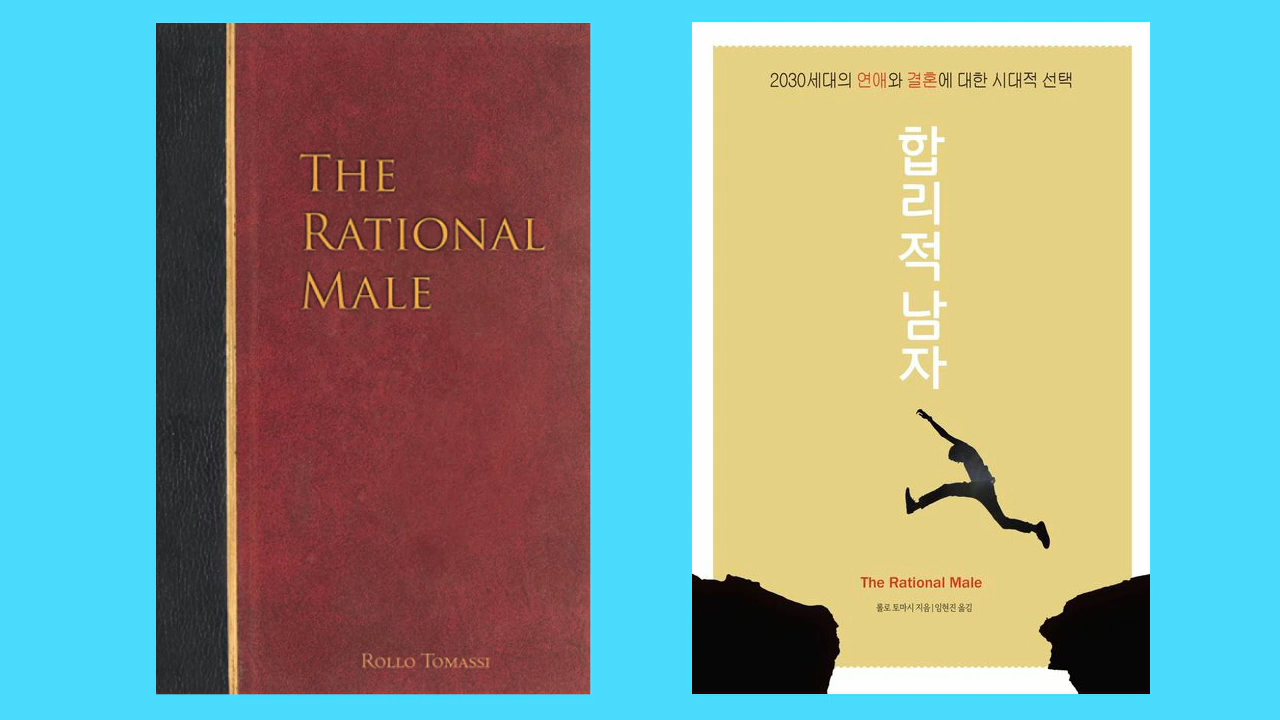 THE
RATIONAL
MALE
ROLLO TOMASSI
2030세대의 연애와 결혼에 대한 시대적 선택
합리적 남자
The Rational Male
롤로 토마시 지음 | 임현진 옮김